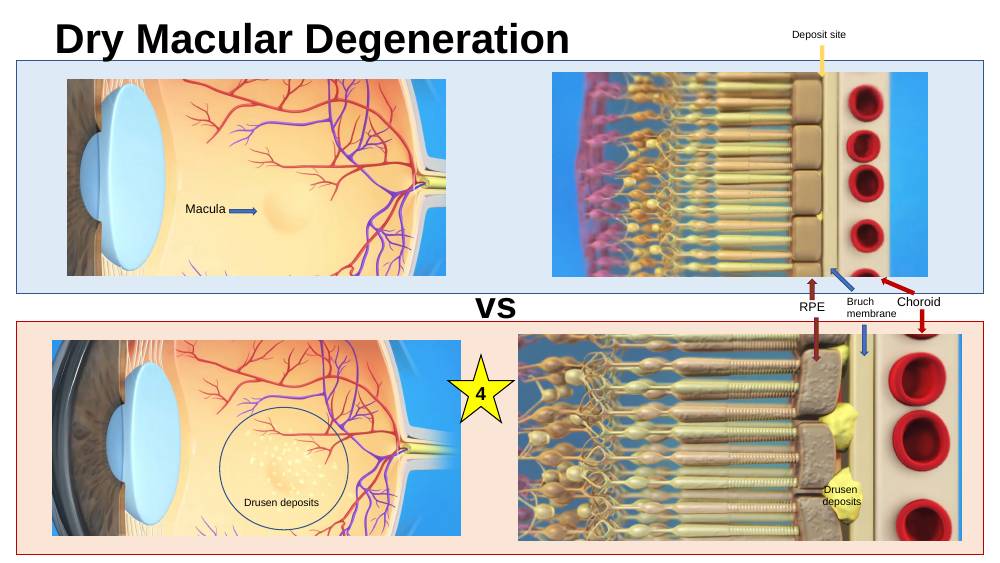 Dry Macular Degeneration
Deposit site
Macula
vs
RPE
Bruch
membrane
Choroid
4
Drusen deposits
Drusen
deposits